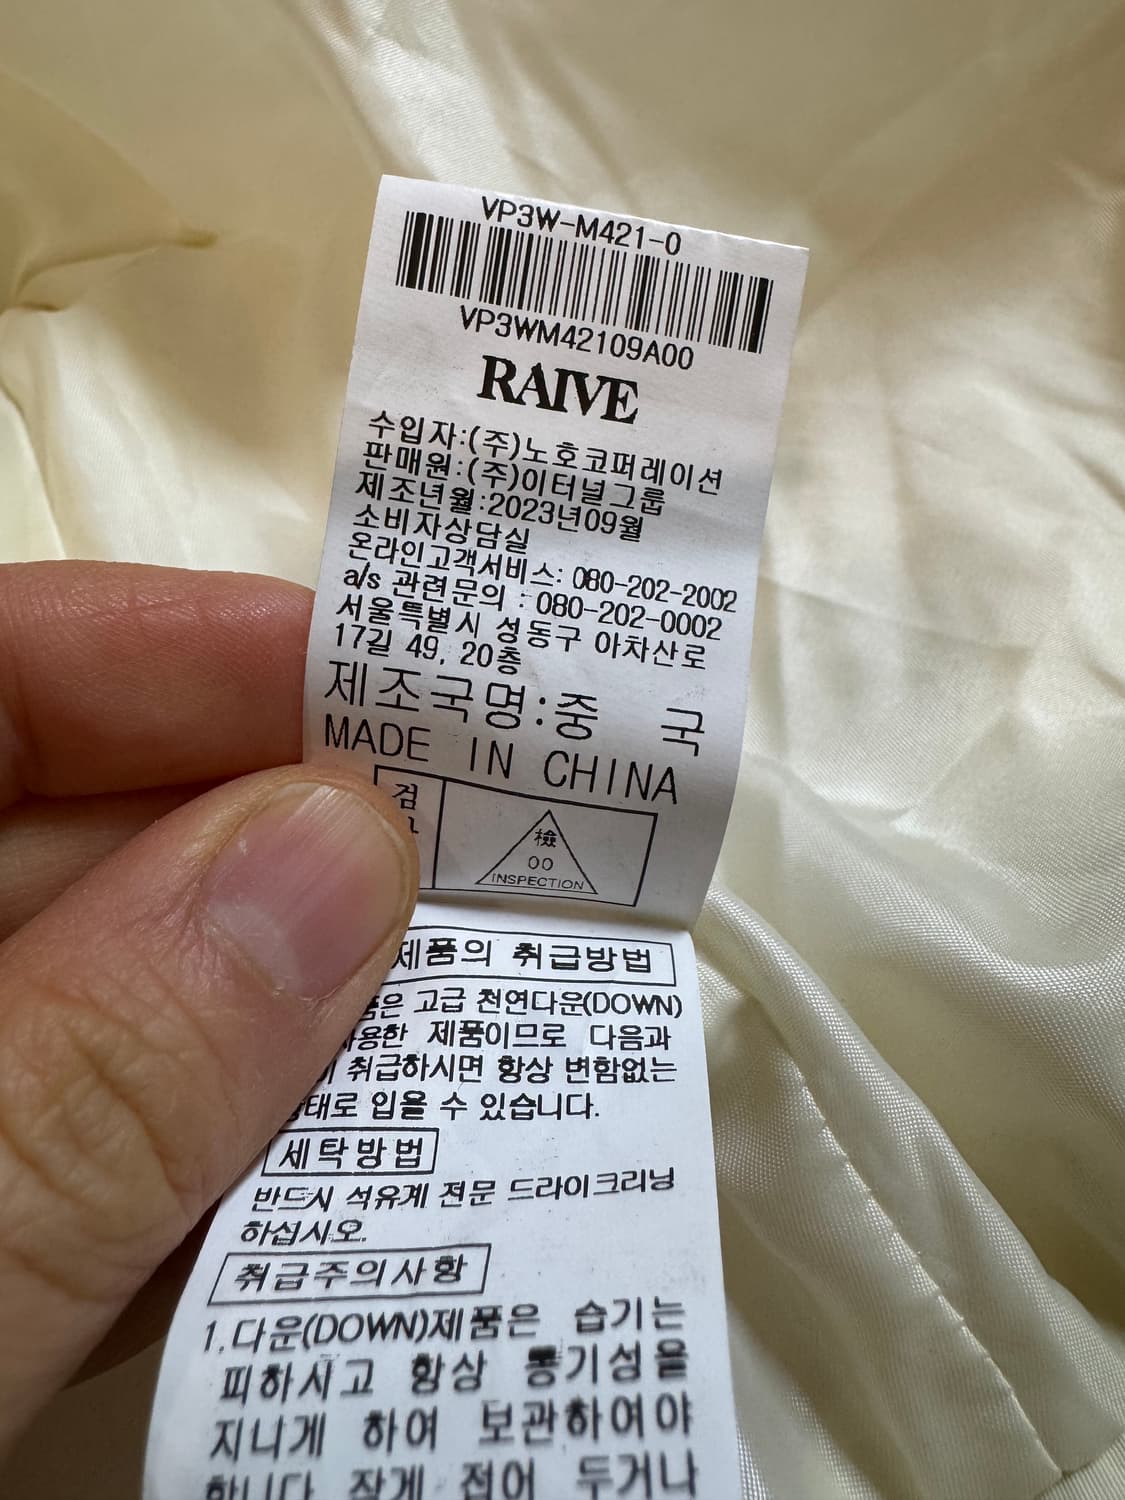 VP3W-M421-0
VP3WM42109A00
RAIVE
수입자:(주)노호코퍼레이션
판매원:(주)이터널그룹
제조년월:2023년09월
소비자상담실
온라인고객서비스: 080-202-2002
a/s 관련문의 : 080-202-0002
서울특별시 성동구 아차산로
17길 49, 20층
제조국명:중 국
MADE IN CHINA
검
檢
00
INSPECTION
제품의 취급방법
고급 천연다운(DOWN)
제품이므로 다음과
취급하시면 항상 변함없는
입을 수 있습니다.
세탁방법
반드시 석유계 전문 드라이크리닝
하십시오.
취급주의사항
1.다운(DOWN)제품은 습기는
피하시고 항상 통기성을
지니게 하여 보관하여야
합니다 잘게 접어 두거나